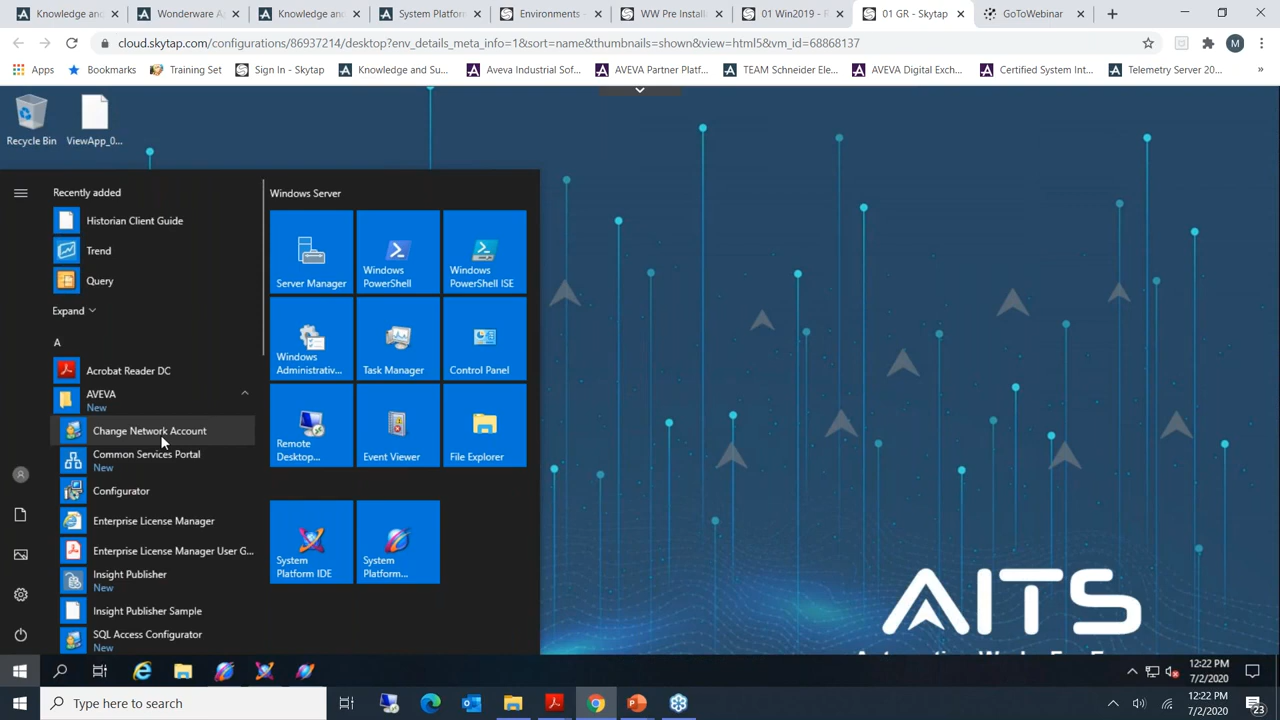 Knowledge and
Wonderware Ap
Knowledge and
System Platfor
Environments -
WW Pre Install
01 Win2019 – R
01 GR - Skytap
GoToWebinar
cloud.skytap.com/configurations/86937214/desktop?env_details_meta_info=1&sort=name&thumbnails=shown&view=html5&vm_id=68868137
M
Apps
Bookmarks
Training Set
Sign In - Skytap
Knowledge and Su...
Aveva Industrial Sof...
AVEVA Partner Platf...
TEAM Schneider Ele...
AVEVA Digital Exch...
Certified System Int...
Telemetry Server 20...
»
Recycle Bin
ViewApp_0...
Recently added
Historian Client Guide
Trend
Query
Expand
A
Acrobat Reader DC
AVEVA
New
Change Network Account
Common Services Portal
New
Configurator
Enterprise License Manager
Enterprise License Manager User G...
Insight Publisher
New
Insight Publisher Sample
SQL Access Configurator
New
Windows Server
Server Manager
Windows
PowerShell
Windows
PowerShell ISE
Windows
Administrativ...
Task Manager
Control Panel
Remote
Desktop...
Event Viewer
File Explorer
System
Platform IDE
System
Platform...
AITS
12:22 PM
7/2/2020
Type here to search
12:22 PM
7/2/2020
23